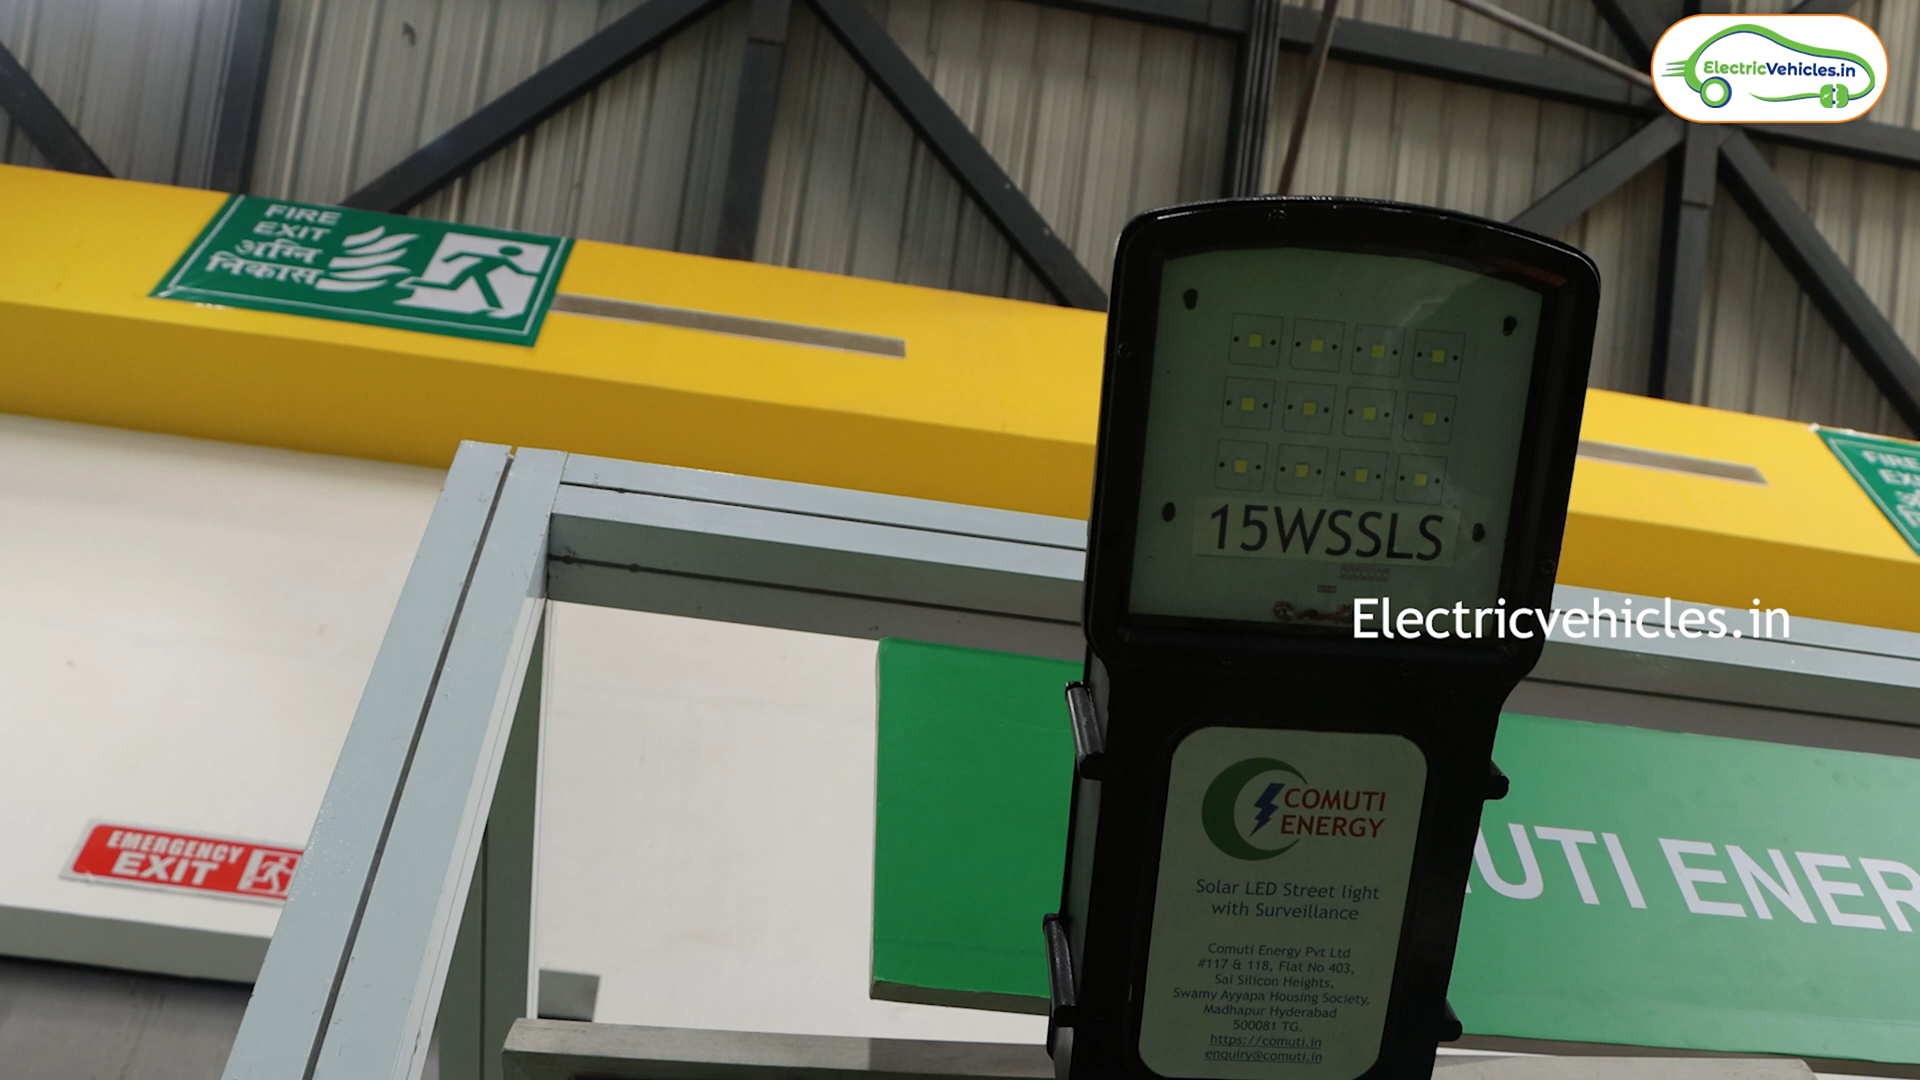 ElectricVehicles.in
FIRE
EXIT
अग्नि
निकास
FIRE
15WSSLS
Electricvehicles.in
COMUTI
ENERGY
Solar LED Street light
with Surveillance
Comuti Energy Pvt Ltd
#117 & 118, Flat No 403,
Sai Silicon Heights,
Swamy Ayyapa Housing Society,
Madhapur Hyderabad
500081 TG.
https://comuti.in
enquiry@comuti.in
EMERGENCY
EXIT
UTI ENER